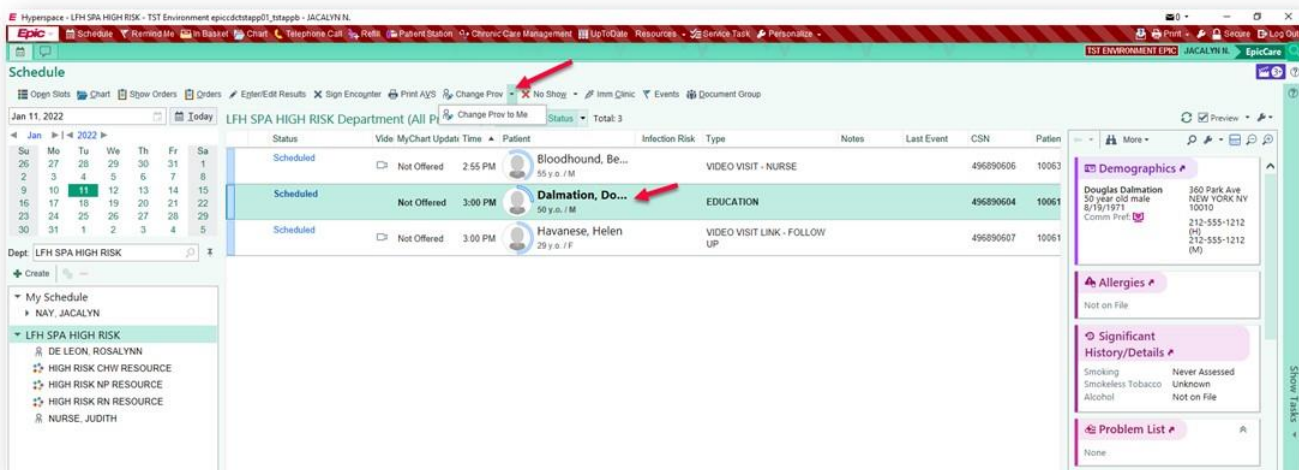 Hyperspace - LFH SPA HIGH RISK - TST Environment epiccdctstapp01_tstappb - JACALYN N.
Epic Schedule Remind Me In Basket Chart Telephone Call Refill Patient Station Chronic Care Management UpToDate Resources Service Task Personalize Print Secure Log Out
TST ENVIRONMENT EPIC JACALYN N. EpicCare
Schedule
Open Slots Chart Show Orders Orders Enter/Edit Results Sign Encounter Print AVS Change Prov No Show Imm Clinic Events Document Group
Change Prov to Me
Jan 11, 2022 Today
LFH SPA HIGH RISK Department (All P Status Total: 3
Preview
Jan 2022
Su Mo Tu We Th Fr Sa
26 27 28 29 30 31 1
2 3 4 5 6 7 8
9 10 11 12 13 14 15
16 17 18 19 20 21 22
23 24 25 26 27 28 29
30 31 1 2 3 4 5
Dept: LFH SPA HIGH RISK
Create
My Schedule
NAY, JACALYN
LFH SPA HIGH RISK
DE LEON, ROSALYNN
HIGH RISK CHW RESOURCE
HIGH RISK NP RESOURCE
HIGH RISK RN RESOURCE
NURSE, JUDITH
Status Vide MyChart Updat Time Patient Infection Risk Type Notes Last Event CSN Patien
Scheduled Not Offered 2:55 PM Bloodhound, Be... VIDEO VISIT - NURSE 496890606 10063
55 y.o. / M
Scheduled Not Offered 3:00 PM Dalmation, Do... EDUCATION 496890604 10061
50 y.o. / M
Scheduled Not Offered 3:00 PM Havanese, Helen VIDEO VISIT LINK - FOLLOW UP 496890607 10061
29 y.o. / F
More
Demographics
Douglas Dalmation
50 year old male
8/19/1971
Comm Pref:
360 Park Ave
NEW YORK NY
10010
212-555-1212
(H)
212-555-1212
(M)
Allergies
Not on File
Significant
History/Details
Smoking Never Assessed
Smokeless Tobacco Unknown
Alcohol Not on File
Problem List
None
Show Tasks